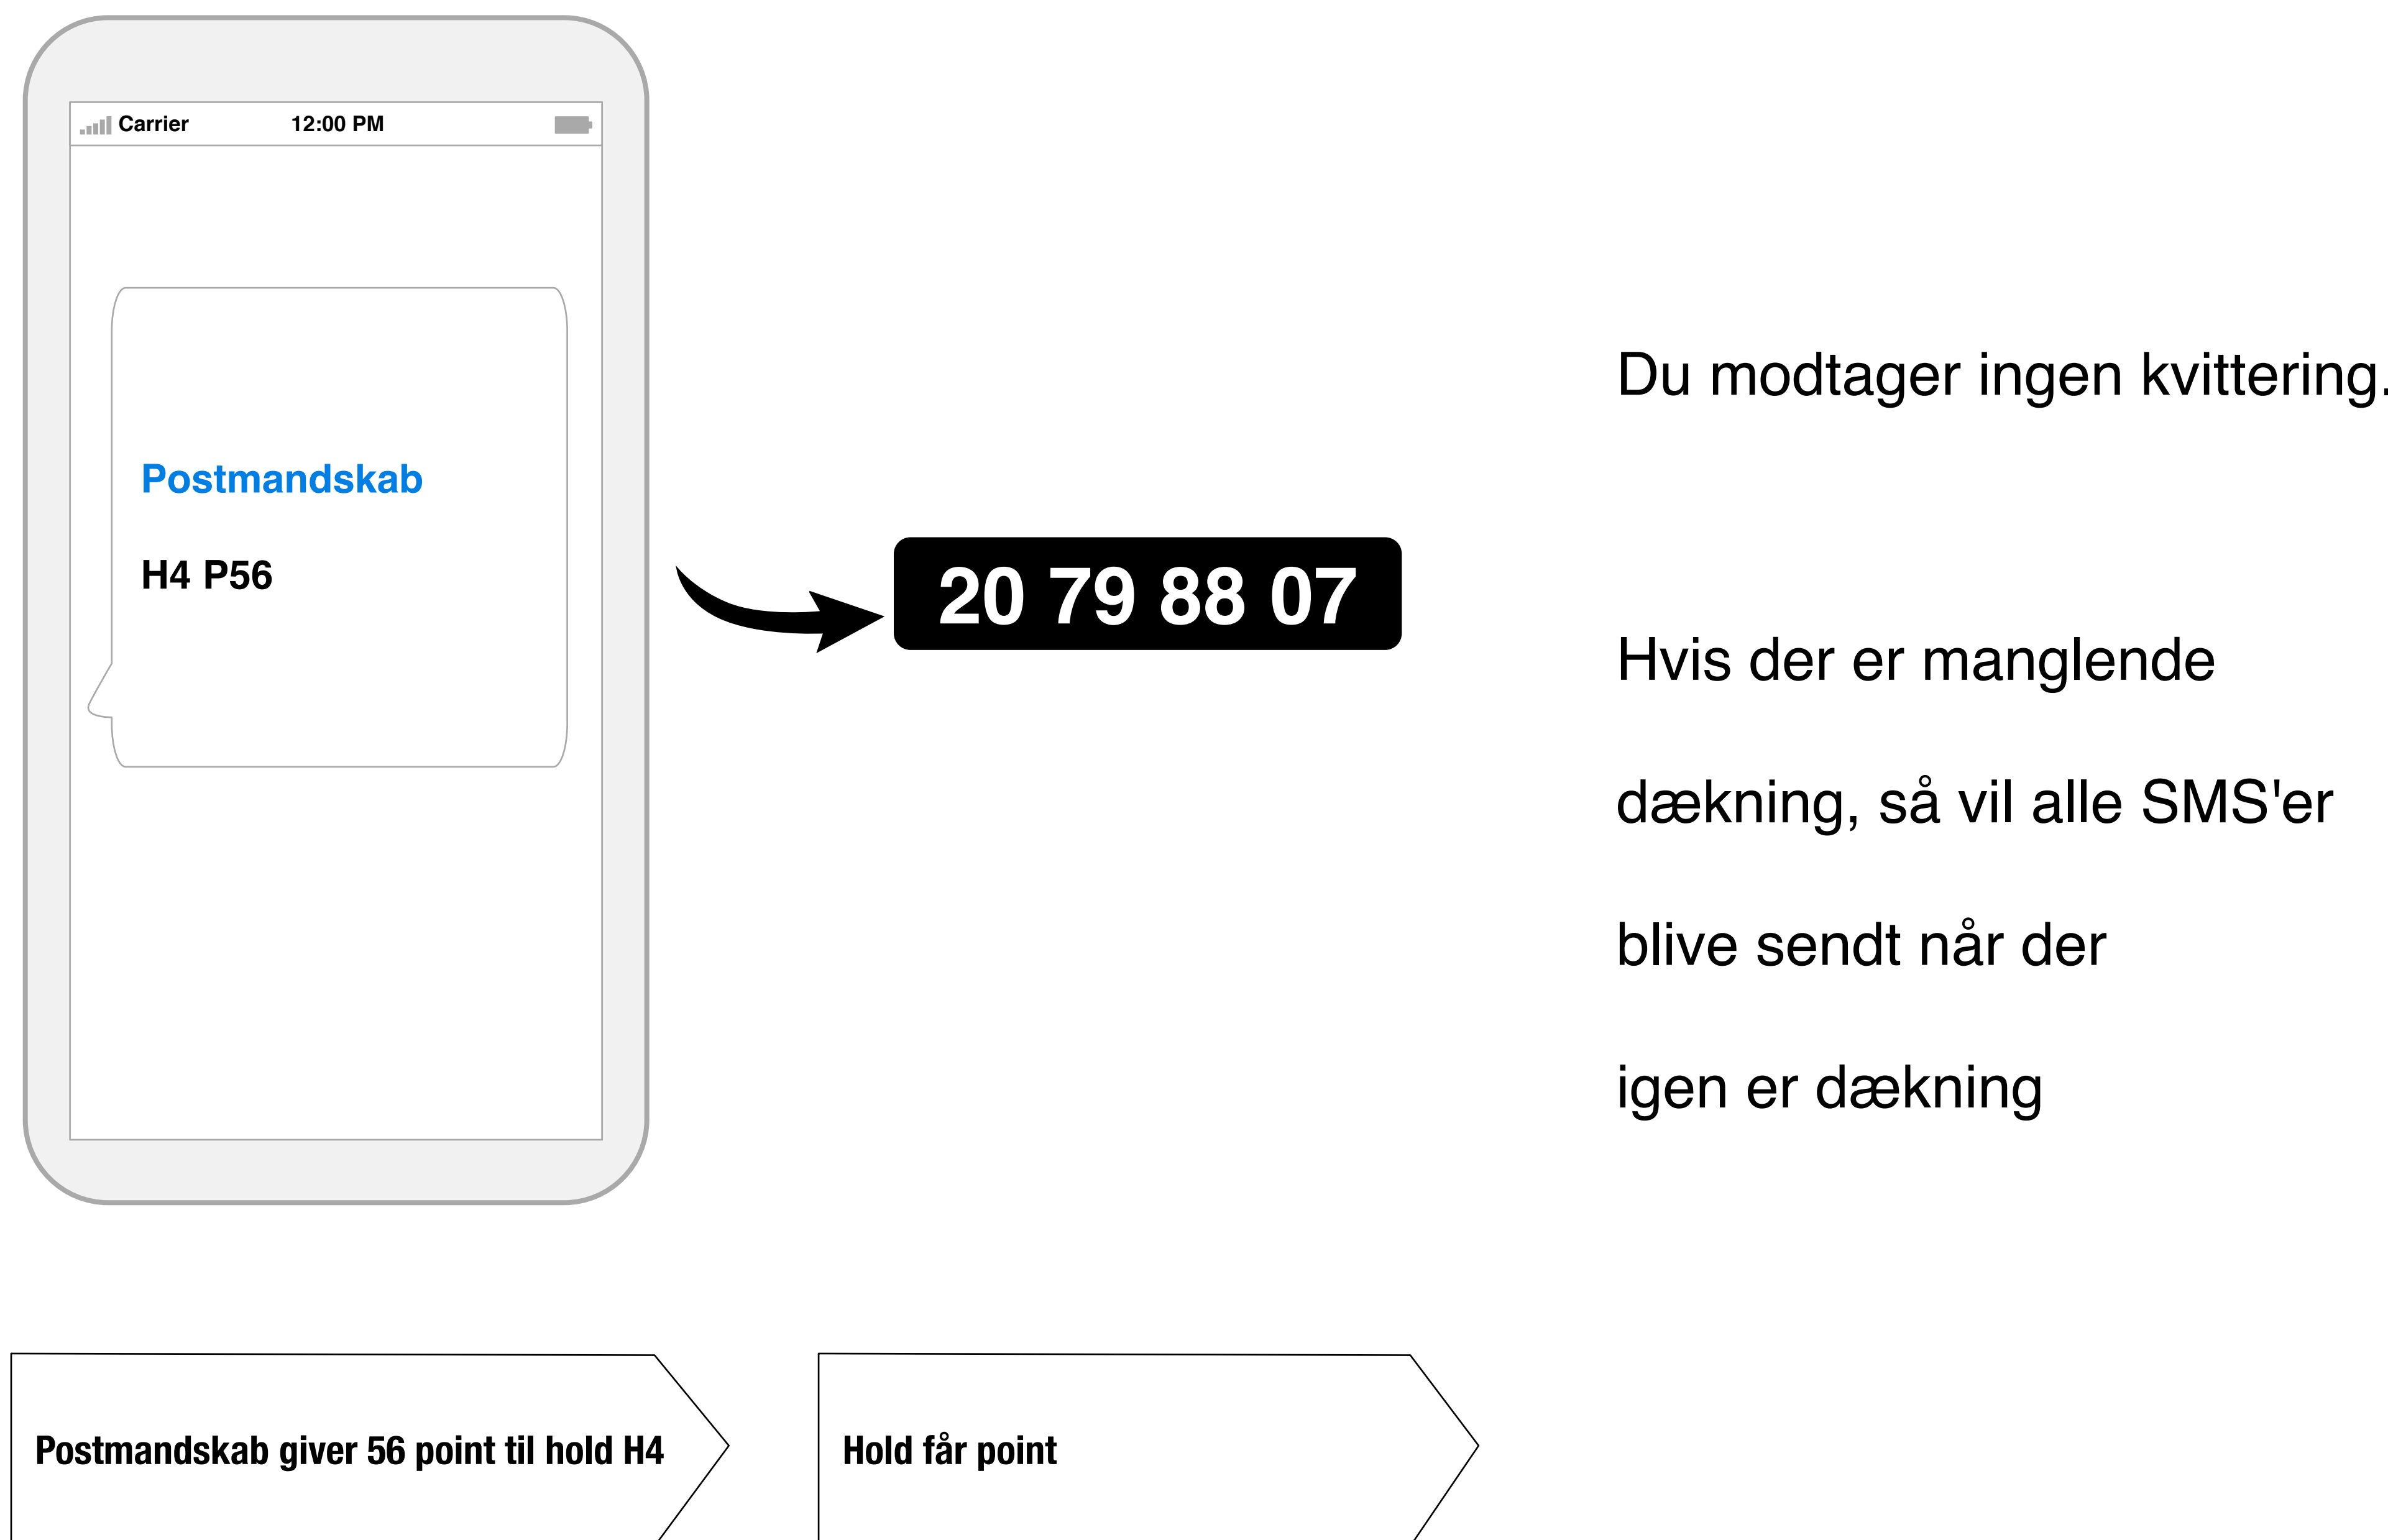 Carrier 12:00 PM
Postmandskab
H4 P56
20 79 88 07
Du modtager ingen kvittering.
Hvis der er manglende
dækning, så vil alle SMS'er
blive sendt når der
igen er dækning
Postmandskab giver 56 point til hold H4
Hold får point